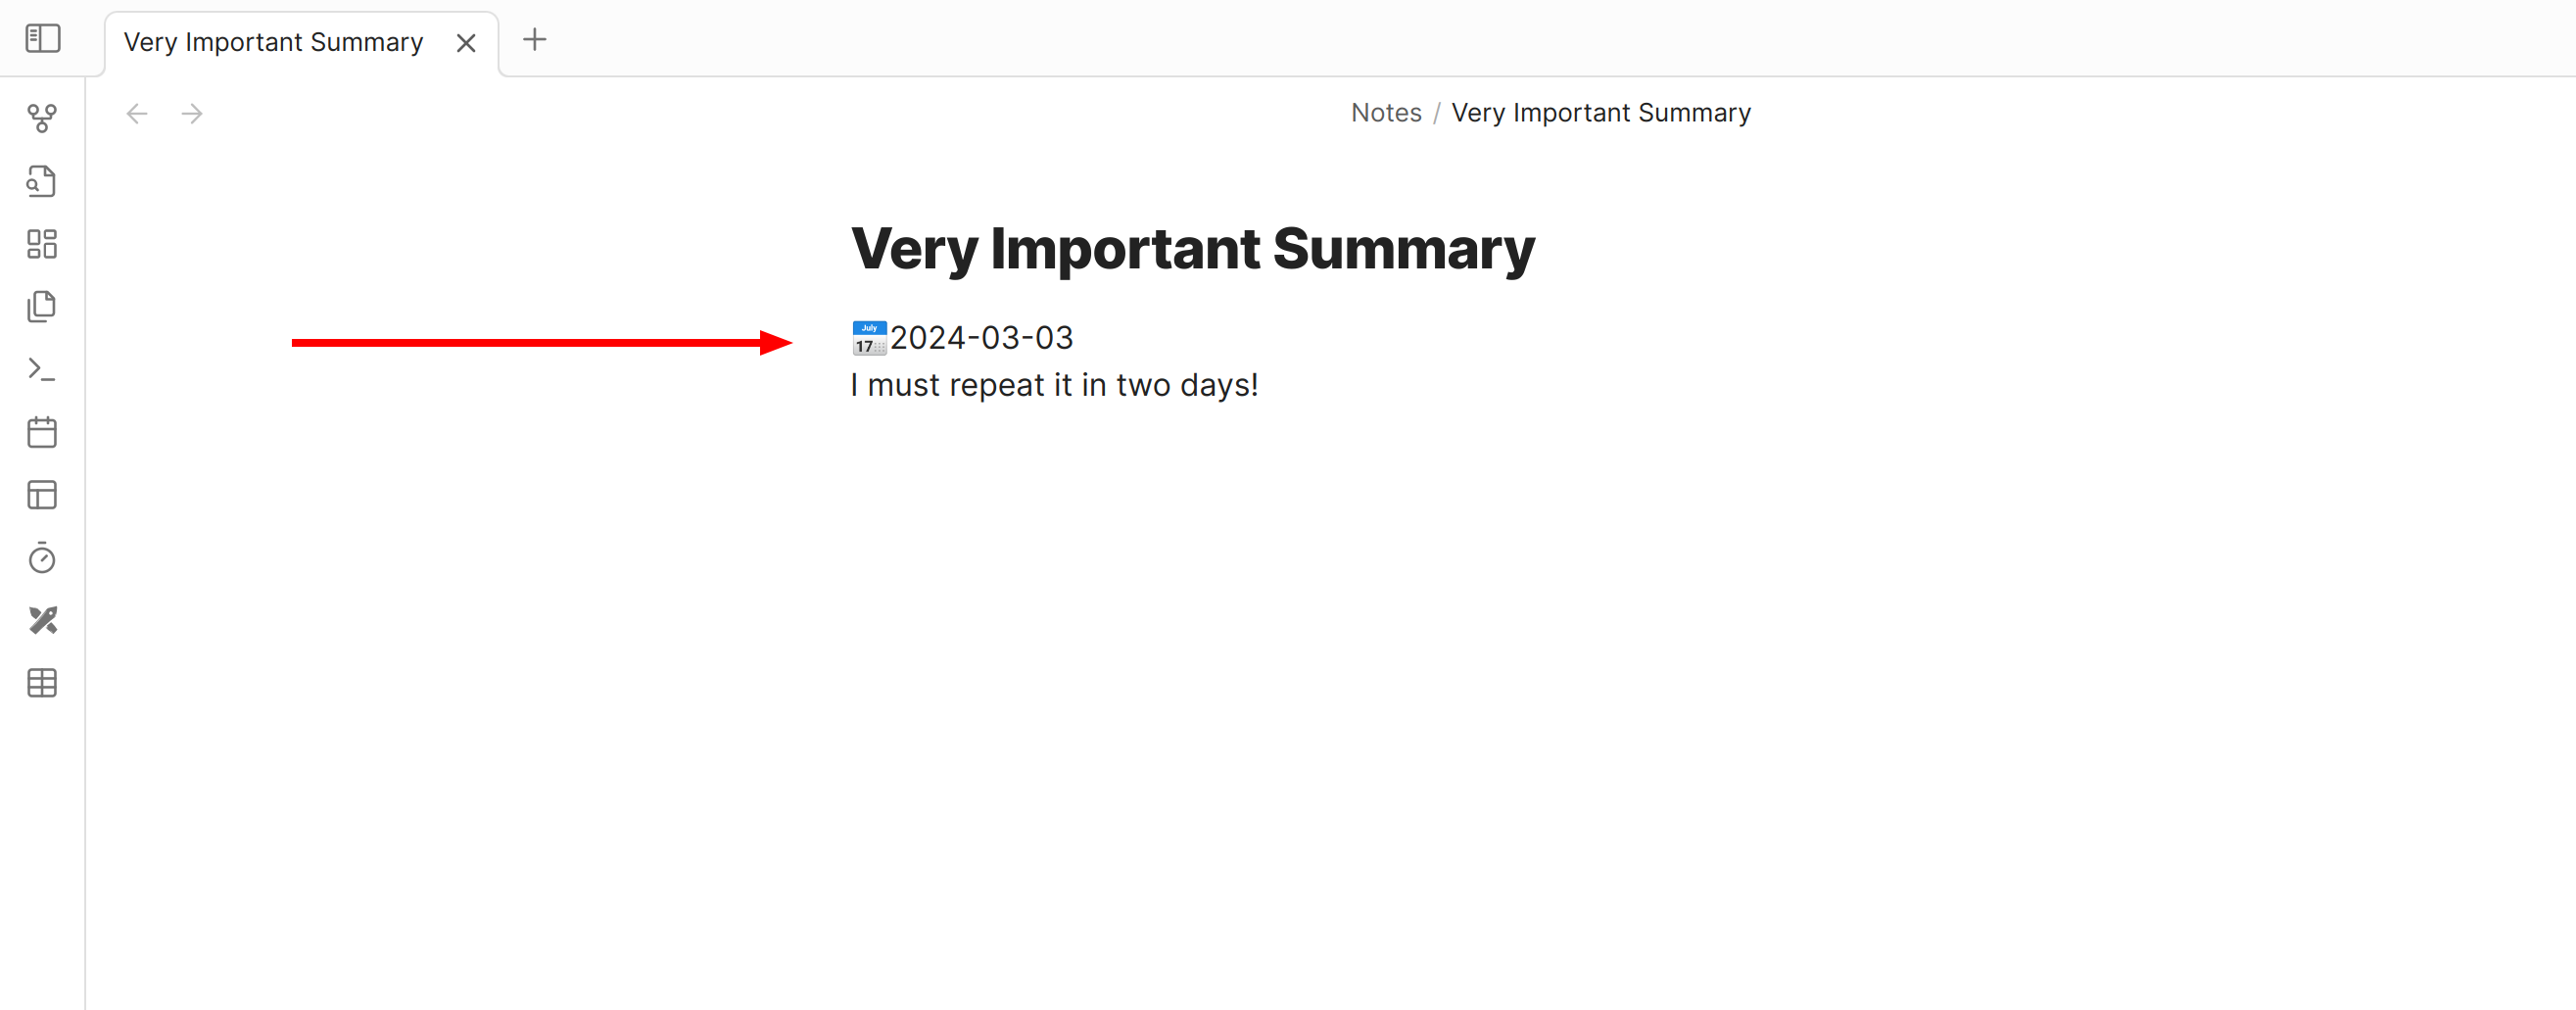 Very Important Summary
Notes / Very Important Summary
Very Important Summary
📅2024-03-03
I must repeat it in two days!